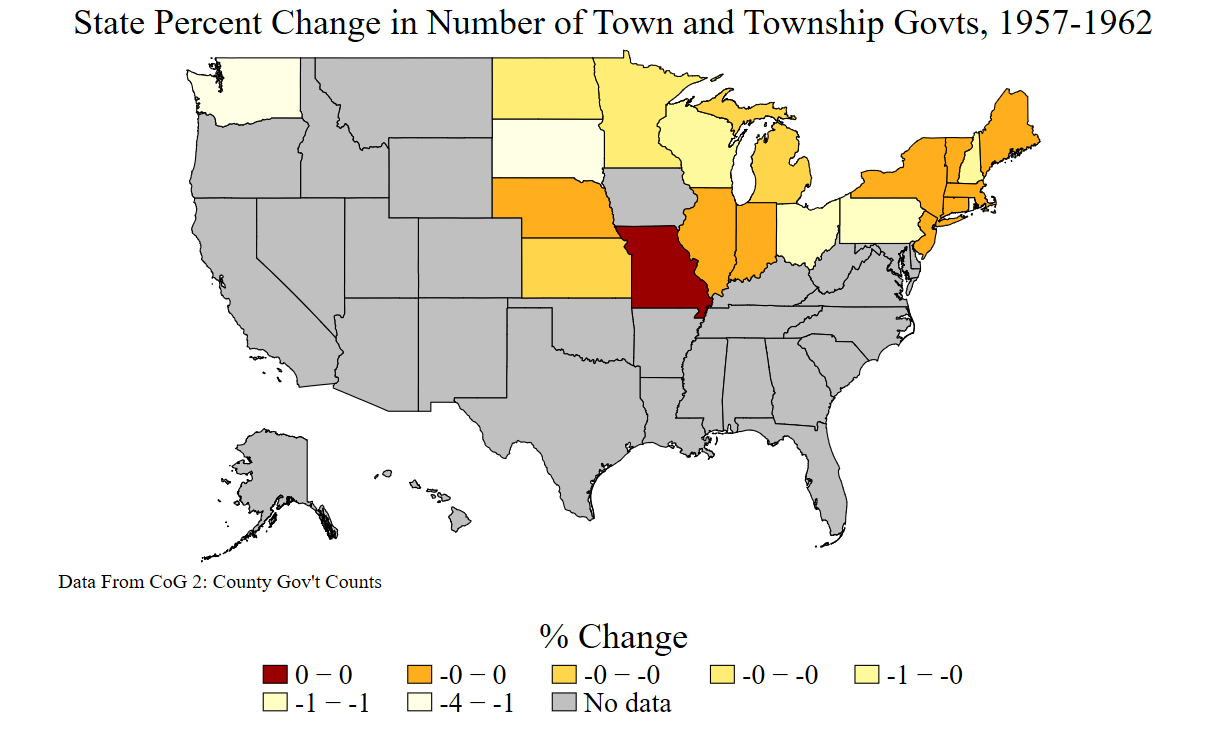 State Percent Change in Number of Town and Township Govts, 1957-1962
Data From CoG 2: County Gov't Counts
% Change
0 − 0 -0 − 0 -0 − -0 -0 − -0 -1 − -0
-1 − -1 -4 − -1 No data